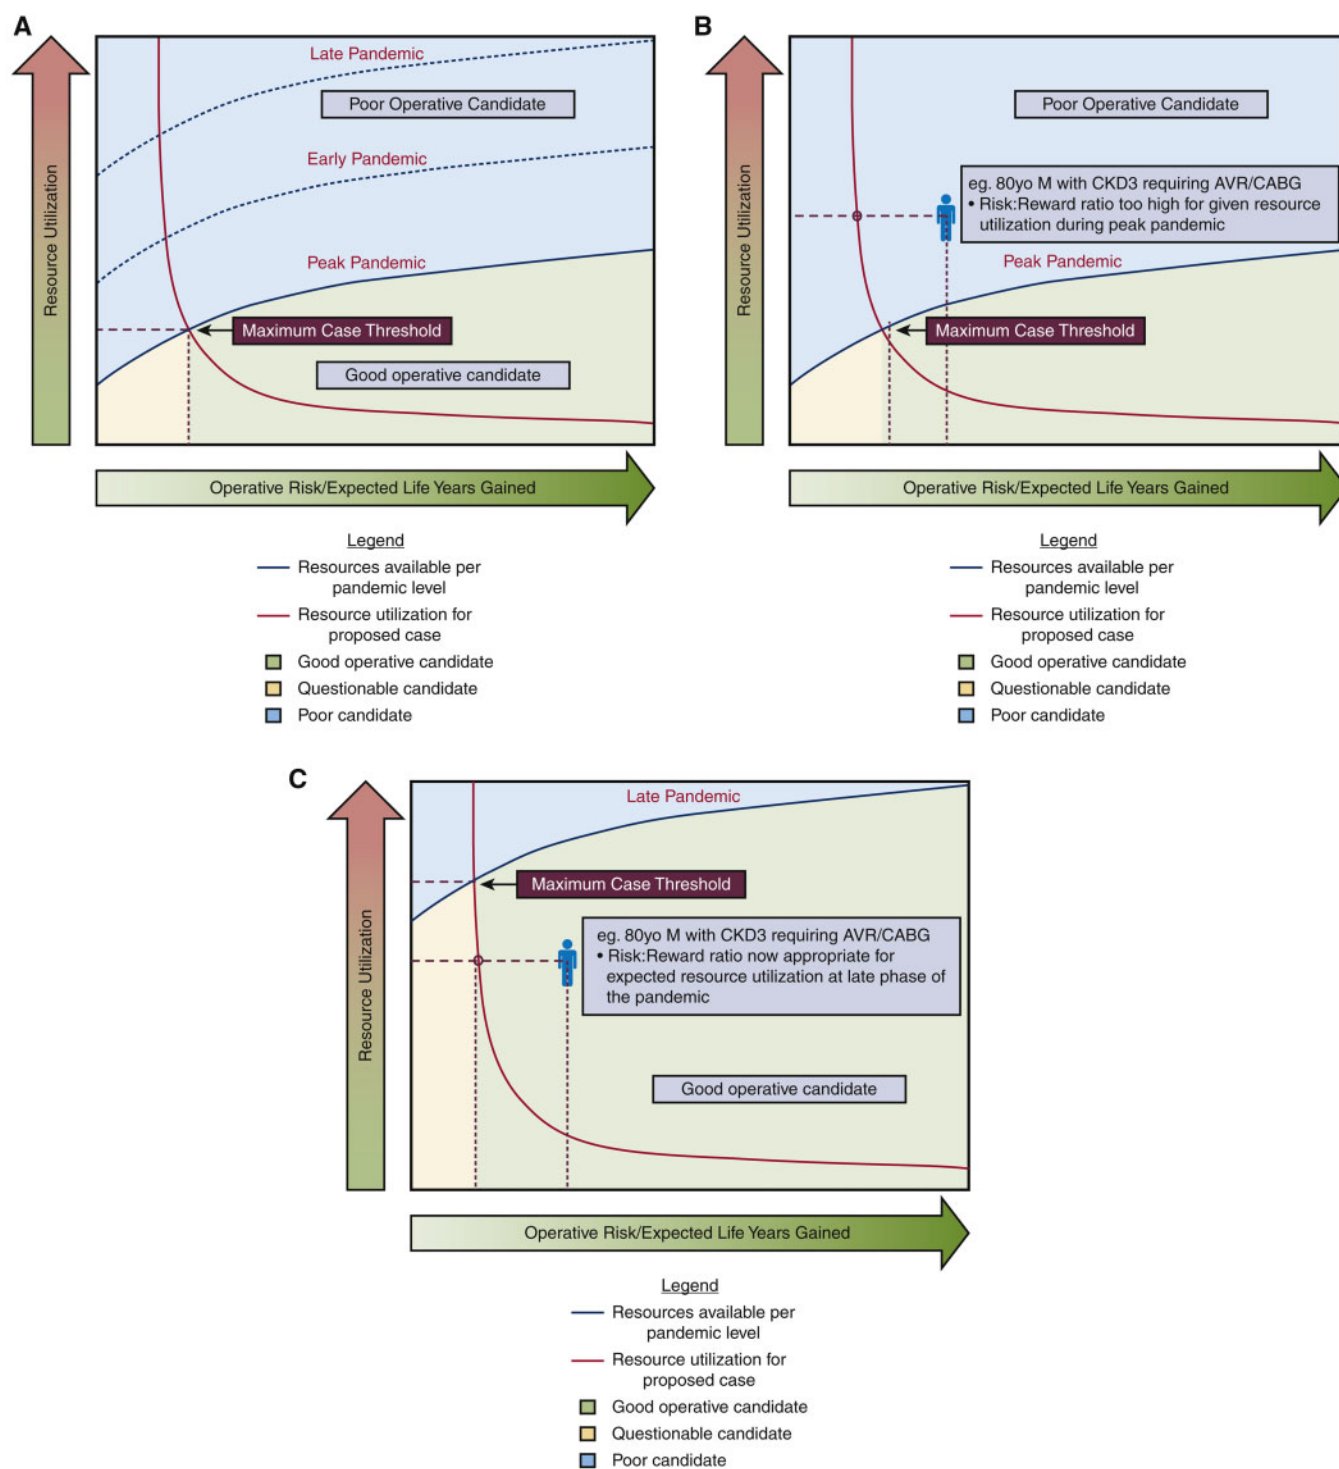 A
Resource Utilization
Late Pandemic
Poor Operative Candidate
Early Pandemic
Peak Pandemic
Maximum Case Threshold
Good operative candidate
Operative Risk/Expected Life Years Gained
Legend
Resources available per
pandemic level
Resource utilization for
proposed case
Good operative candidate
Questionable candidate
Poor candidate
B
Resource Utilization
Poor Operative Candidate
eg. 80yo M with CKD3 requiring AVR/CABG
• Risk:Reward ratio too high for given resource
utilization during peak pandemic
Peak Pandemic
Maximum Case Threshold
Operative Risk/Expected Life Years Gained
Legend
Resources available per
pandemic level
Resource utilization for
proposed case
Good operative candidate
Questionable candidate
Poor candidate
C
Resource Utilization
Late Pandemic
Maximum Case Threshold
eg. 80yo M with CKD3 requiring AVR/CABG
• Risk:Reward ratio now appropriate for
expected resource utilization at late phase of
the pandemic
Good operative candidate
Operative Risk/Expected Life Years Gained
Legend
Resources available per
pandemic level
Resource utilization for
proposed case
Good operative candidate
Questionable candidate
Poor candidate